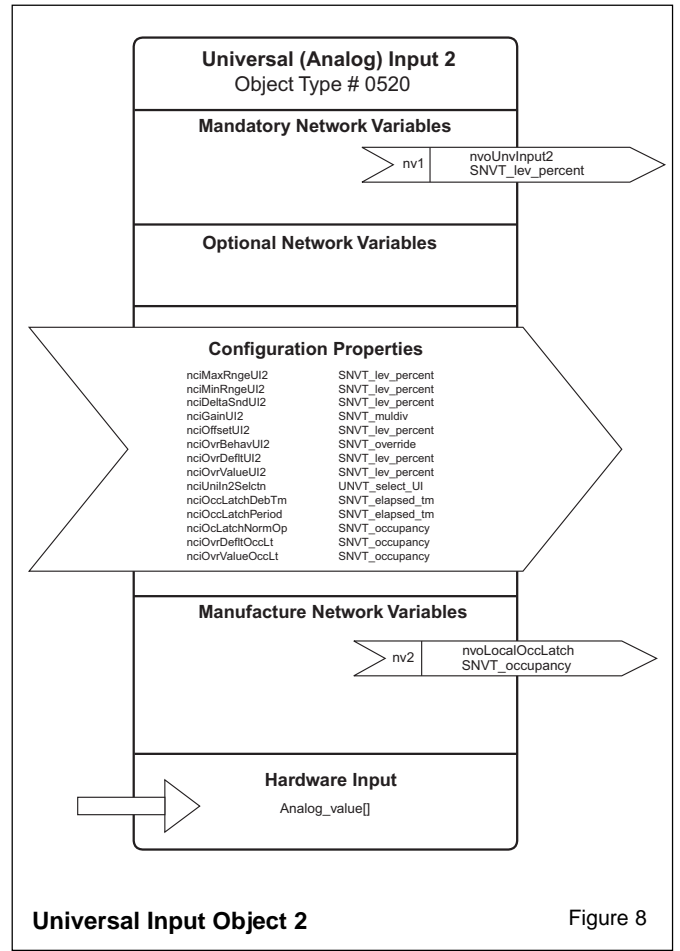 Universal (Analog) Input 2
Object Type # 0520
Mandatory Network Variables
nv1
nvoUnvInput2
SNVT_lev_percent
Optional Network Variables
Configuration Properties
nciMaxRngeUI2 SNVT_lev_percent
nciMinRngeUI2 SNVT_lev_percent
nciDeltaSndUI2 SNVT_lev_percent
nciGainUI2 SNVT_muldiv
nciOffsetUI2 SNVT_lev_percent
nciOvrBehavUI2 SNVT_override
nciOvrDefltUI2 SNVT_lev_percent
nciOvrValueUI2 SNVT_lev_percent
nciUniIn2Selctn UNVT_select_UI
nciOccLatchDebTm SNVT_elapsed_tm
nciOccLatchPeriod SNVT_elapsed_tm
nciOcLatchNormOp SNVT_occupancy
nciOvrDefltOccLt SNVT_occupancy
nciOvrValueOccLt SNVT_occupancy
Manufacture Network Variables
nv2
nvoLocalOccLatch
SNVT_occupancy
Hardware Input
Analog_value[]
Universal Input Object 2 Figure 8